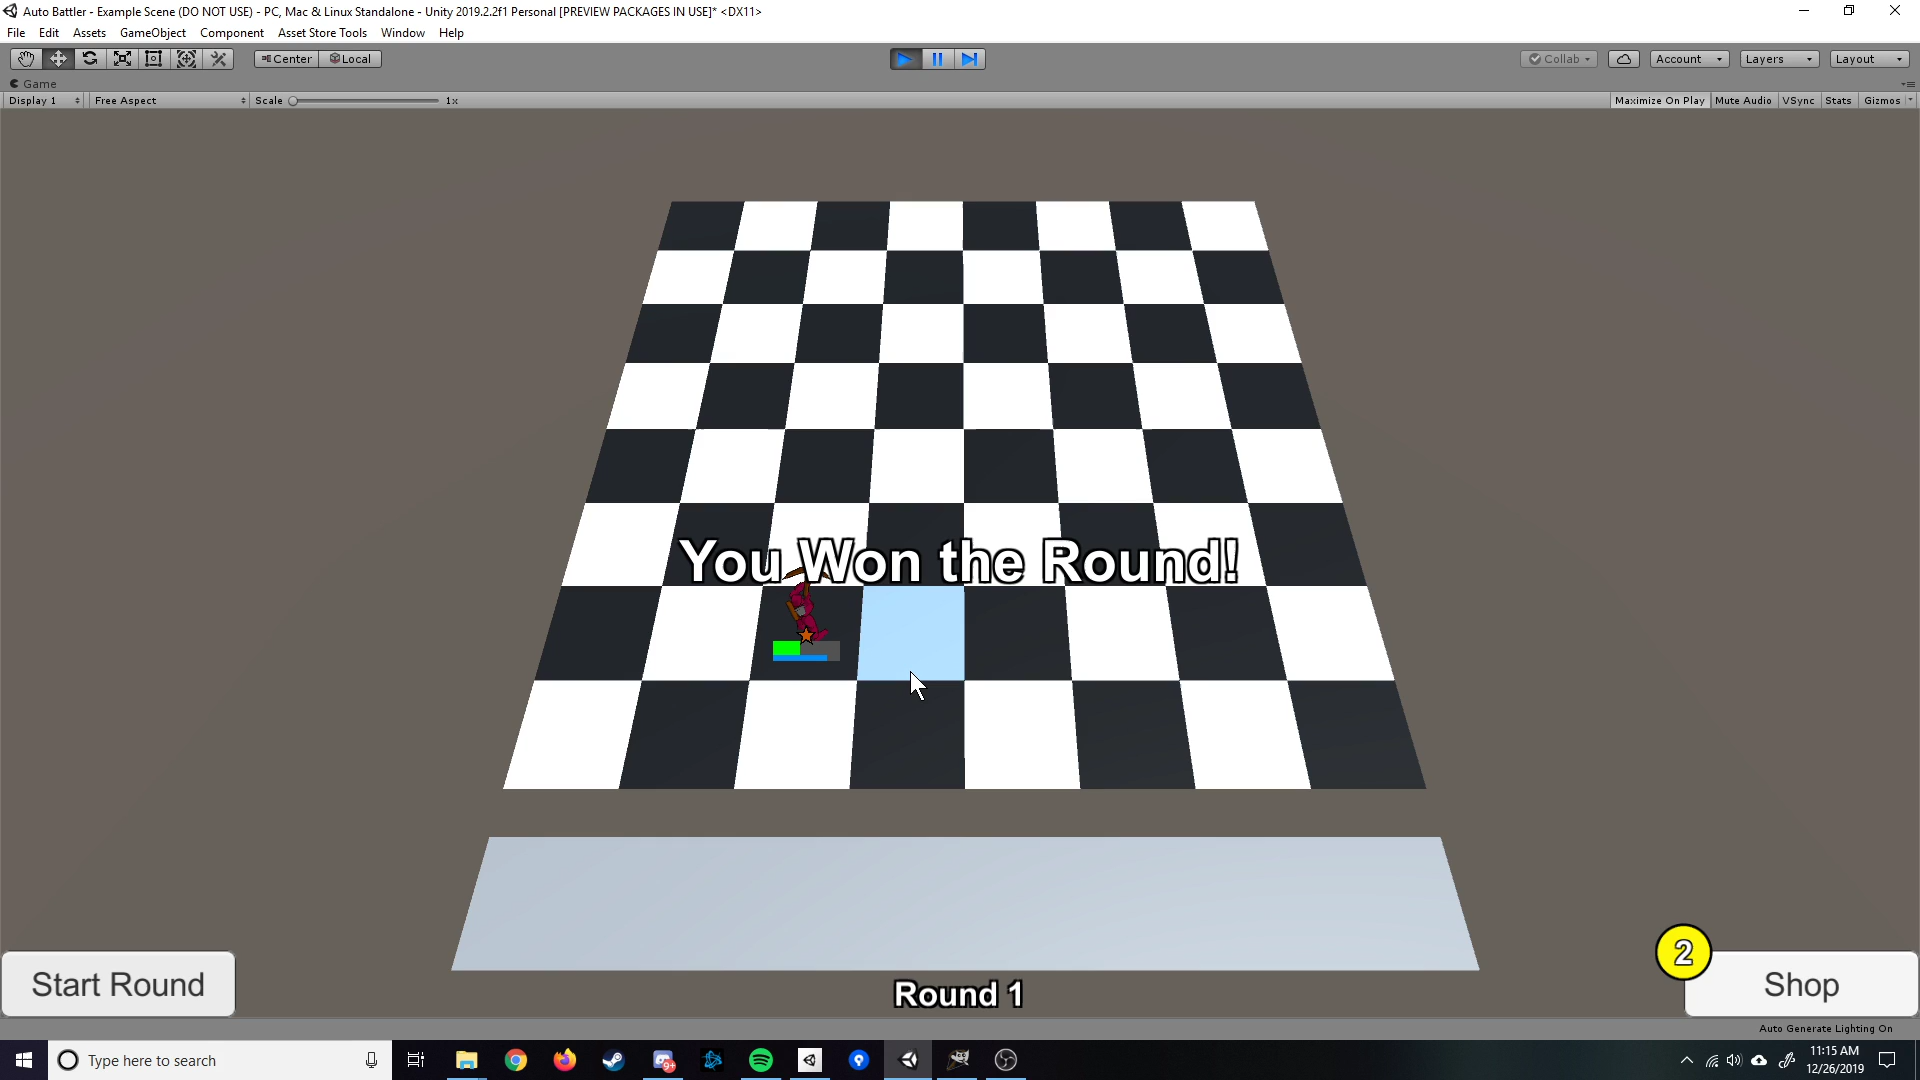 Auto Battler - Example Scene (DO NOT USE) - PC, Mac & Linux Standalone - Unity 2019.2.2f1 Personal [PREVIEW PACKAGES IN USE]* <DX11>
File Edit Assets GameObject Component Asset Store Tools Window Help
Center Local Collab Account Layers Layout
Game
Display 1 Free Aspect Scale 1x Maximize On Play Mute Audio VSync Stats Gizmos
You Won the Round!
2
Start Round Shop
Round 1
Auto Generate Lighting On
Type here to search
9+
11:15 AM
12/26/2019